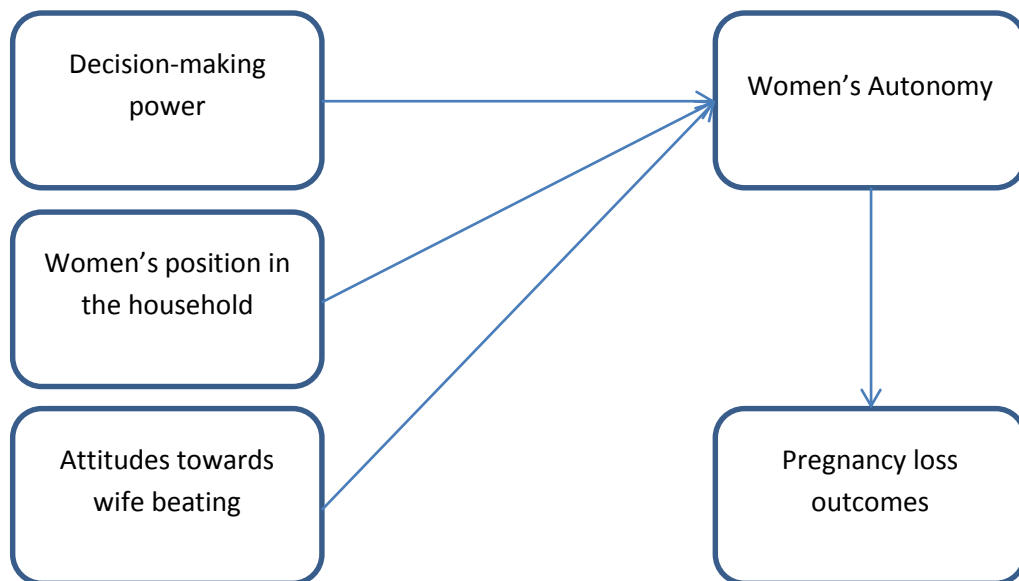 Decision-making
power
Women’s Autonomy
Women’s position in
the household
Attitudes towards
wife beating
Pregnancy loss
outcomes